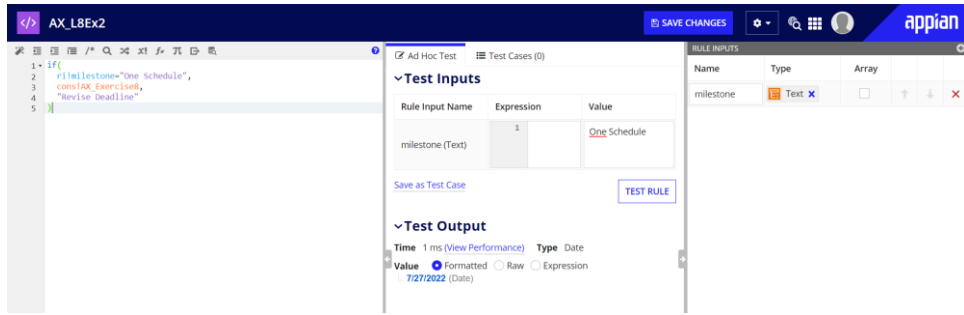 </> AX_L8Ex2
SAVE CHANGES
appian
1 if(
2 ri!milestone="One Schedule",
3 cons!AX_Exercise8,
4 "Revise Deadline"
5 )
Ad Hoc Test
Test Cases (0)
Test Inputs
Rule Input Name Expression Value
milestone (Text) 1 One Schedule
Save as Test Case
TEST RULE
Test Output
Time 1 ms (View Performance) Type Date
Value Formatted Raw Expression
7/27/2022 (Date)
RULE INPUTS
Name Type Array
milestone Text